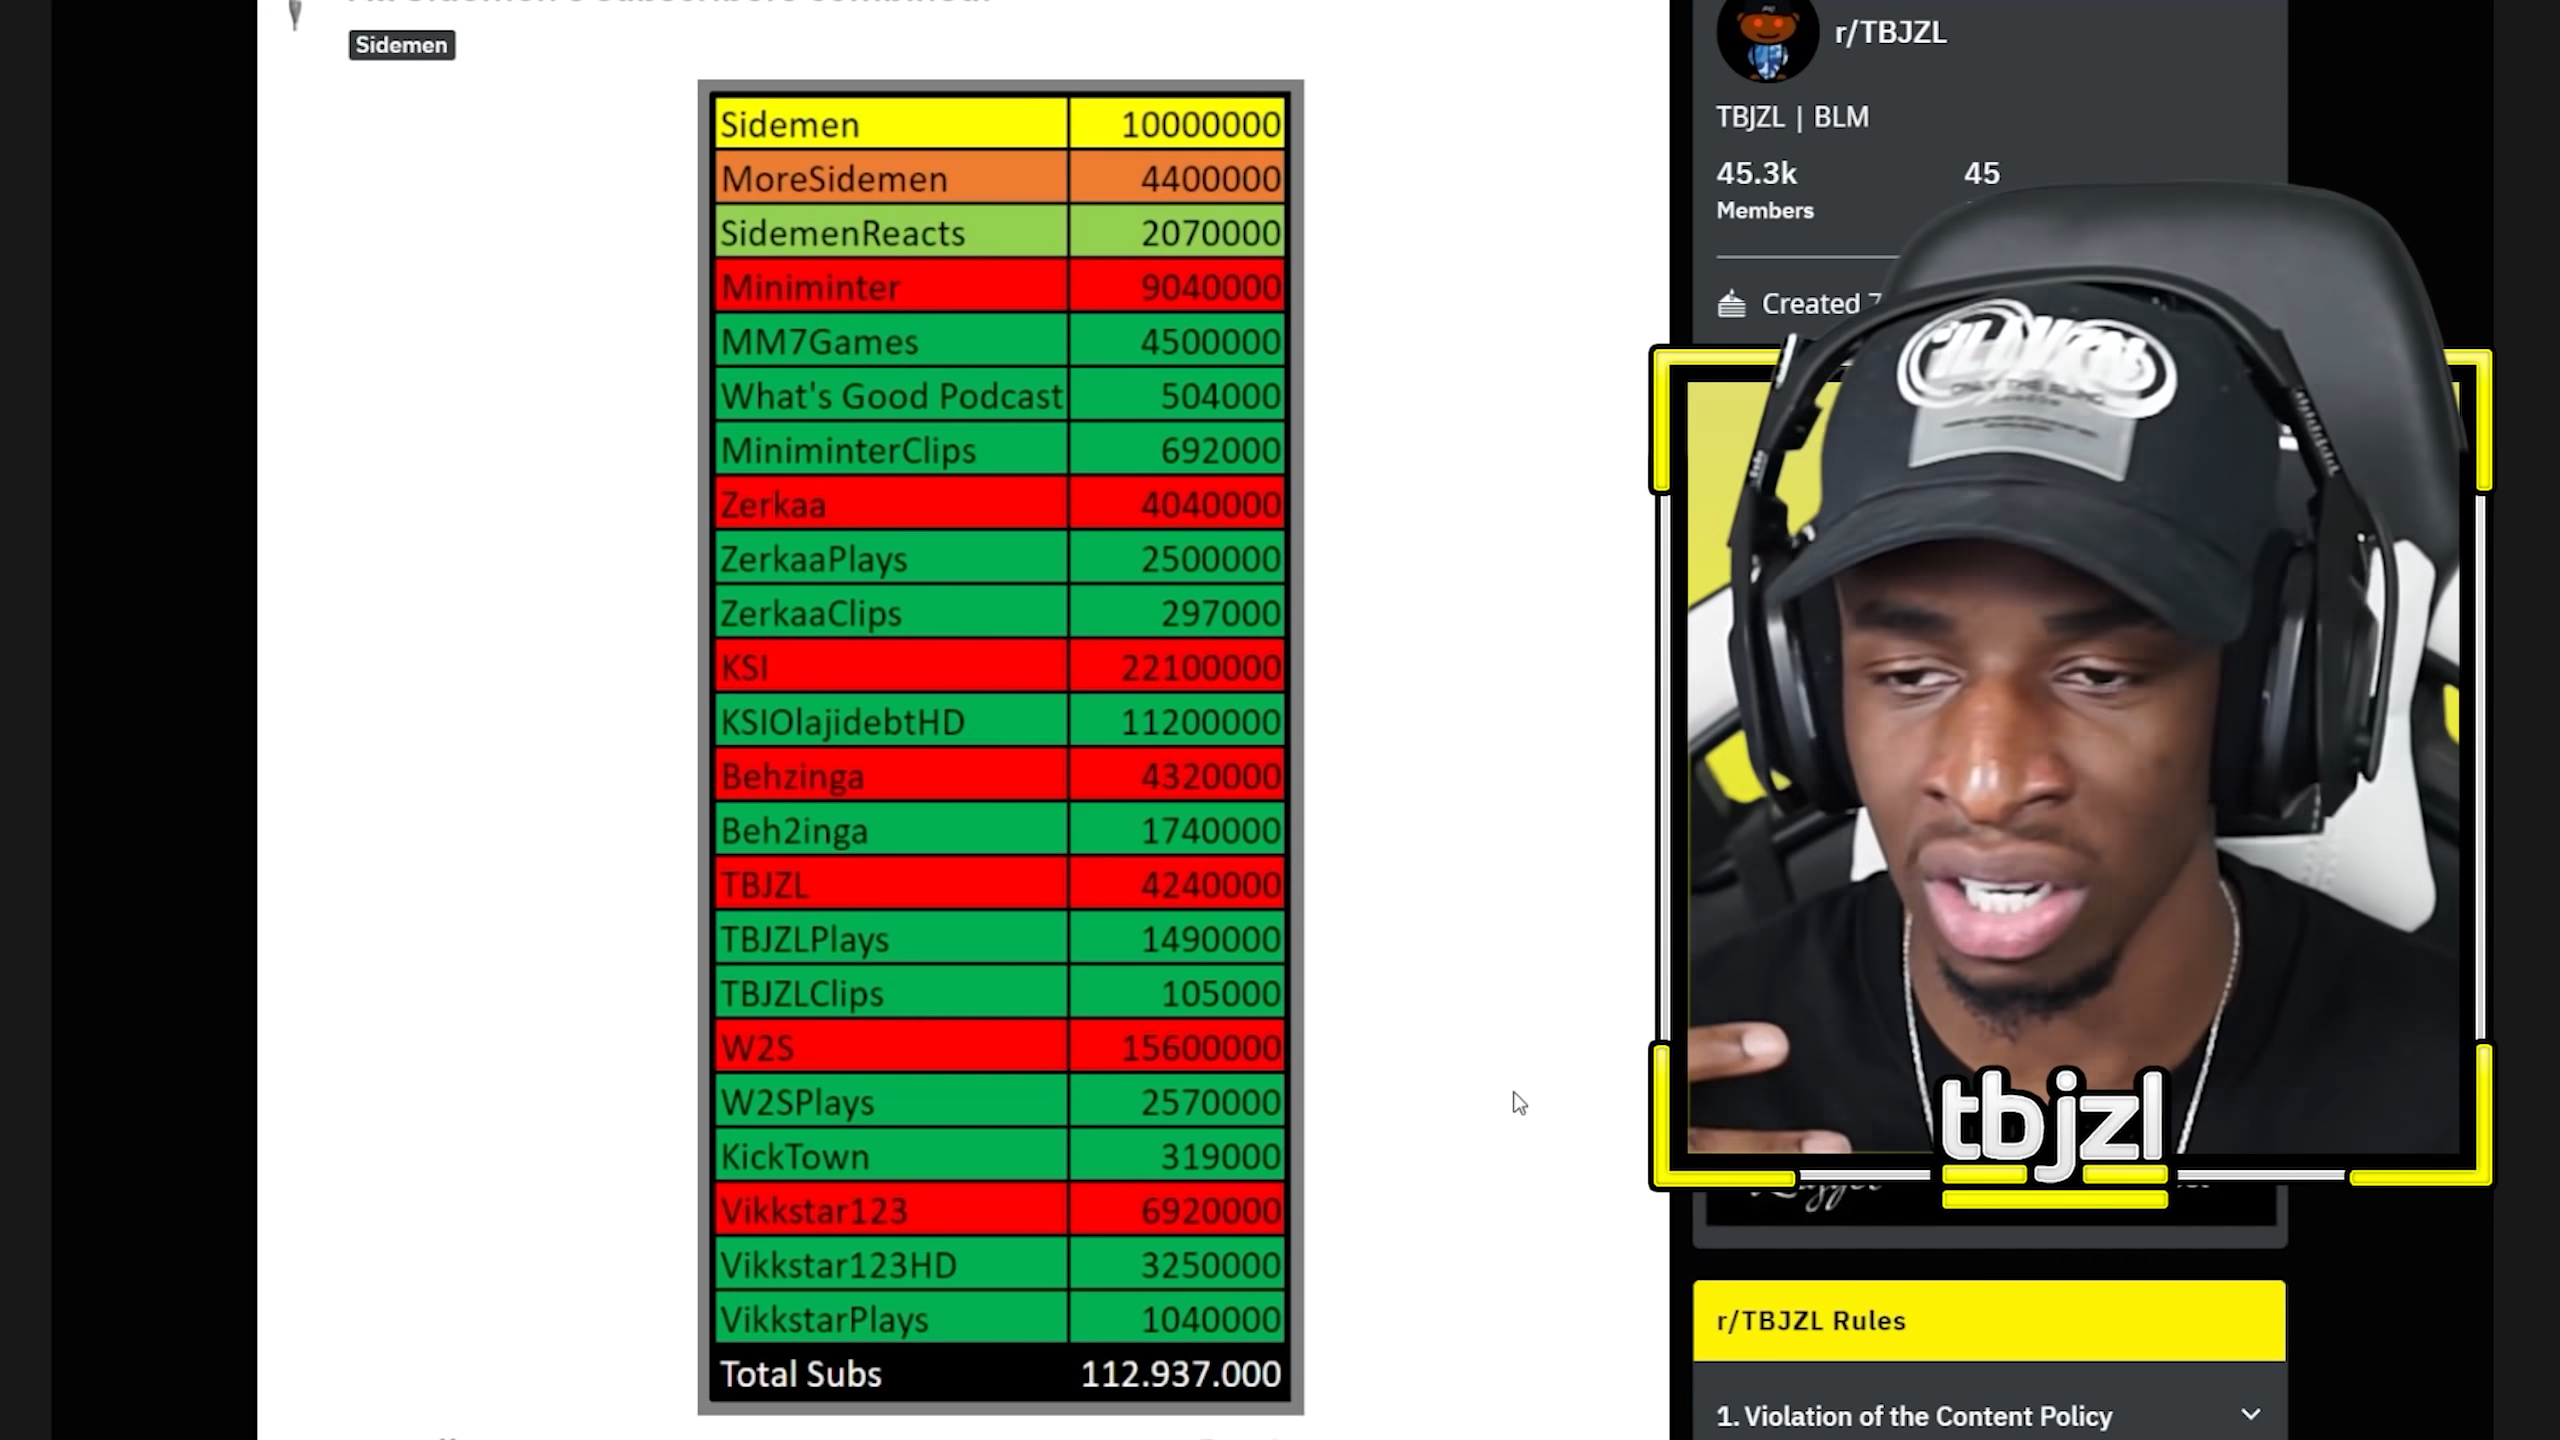 Sidemen
Sidemen 10000000
MoreSidemen 4400000
SidemenReacts 2070000
Miniminter 9040000
MM7Games 4500000
What's Good Podcast 504000
MiniminterClips 692000
Zerkaa 4040000
ZerkaaPlays 2500000
ZerkaaClips 297000
KSI 22100000
KSIOlajidebtHD 11200000
Behzinga 4320000
Beh2inga 1740000
TBJZL 4240000
TBJZLPlays 1490000
TBJZLClips 105000
W2S 15600000
W2SPlays 2570000
KickTown 319000
Vikkstar123 6920000
Vikkstar123HD 3250000
VikkstarPlays 1040000
Total Subs 112.937.000
r/TBJZL
TBJZL | BLM
45.3k 45
Members
Created
tbjzl
r/TBJZL Rules
1. Violation of the Content Policy